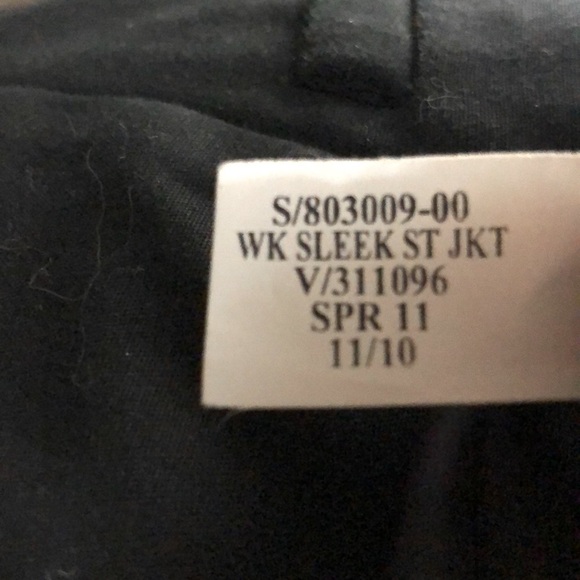 S/803009-00
WK SLEEK ST JKT
V/311096
SPR 11
11/10